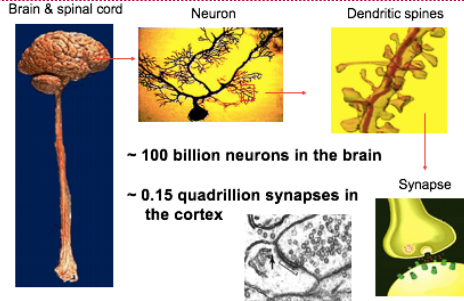 Brain & spinal cord
Neuron
Dendritic spines
~ 100 billion neurons in the brain
~ 0.15 quadrillion synapses in
the cortex
Synapse